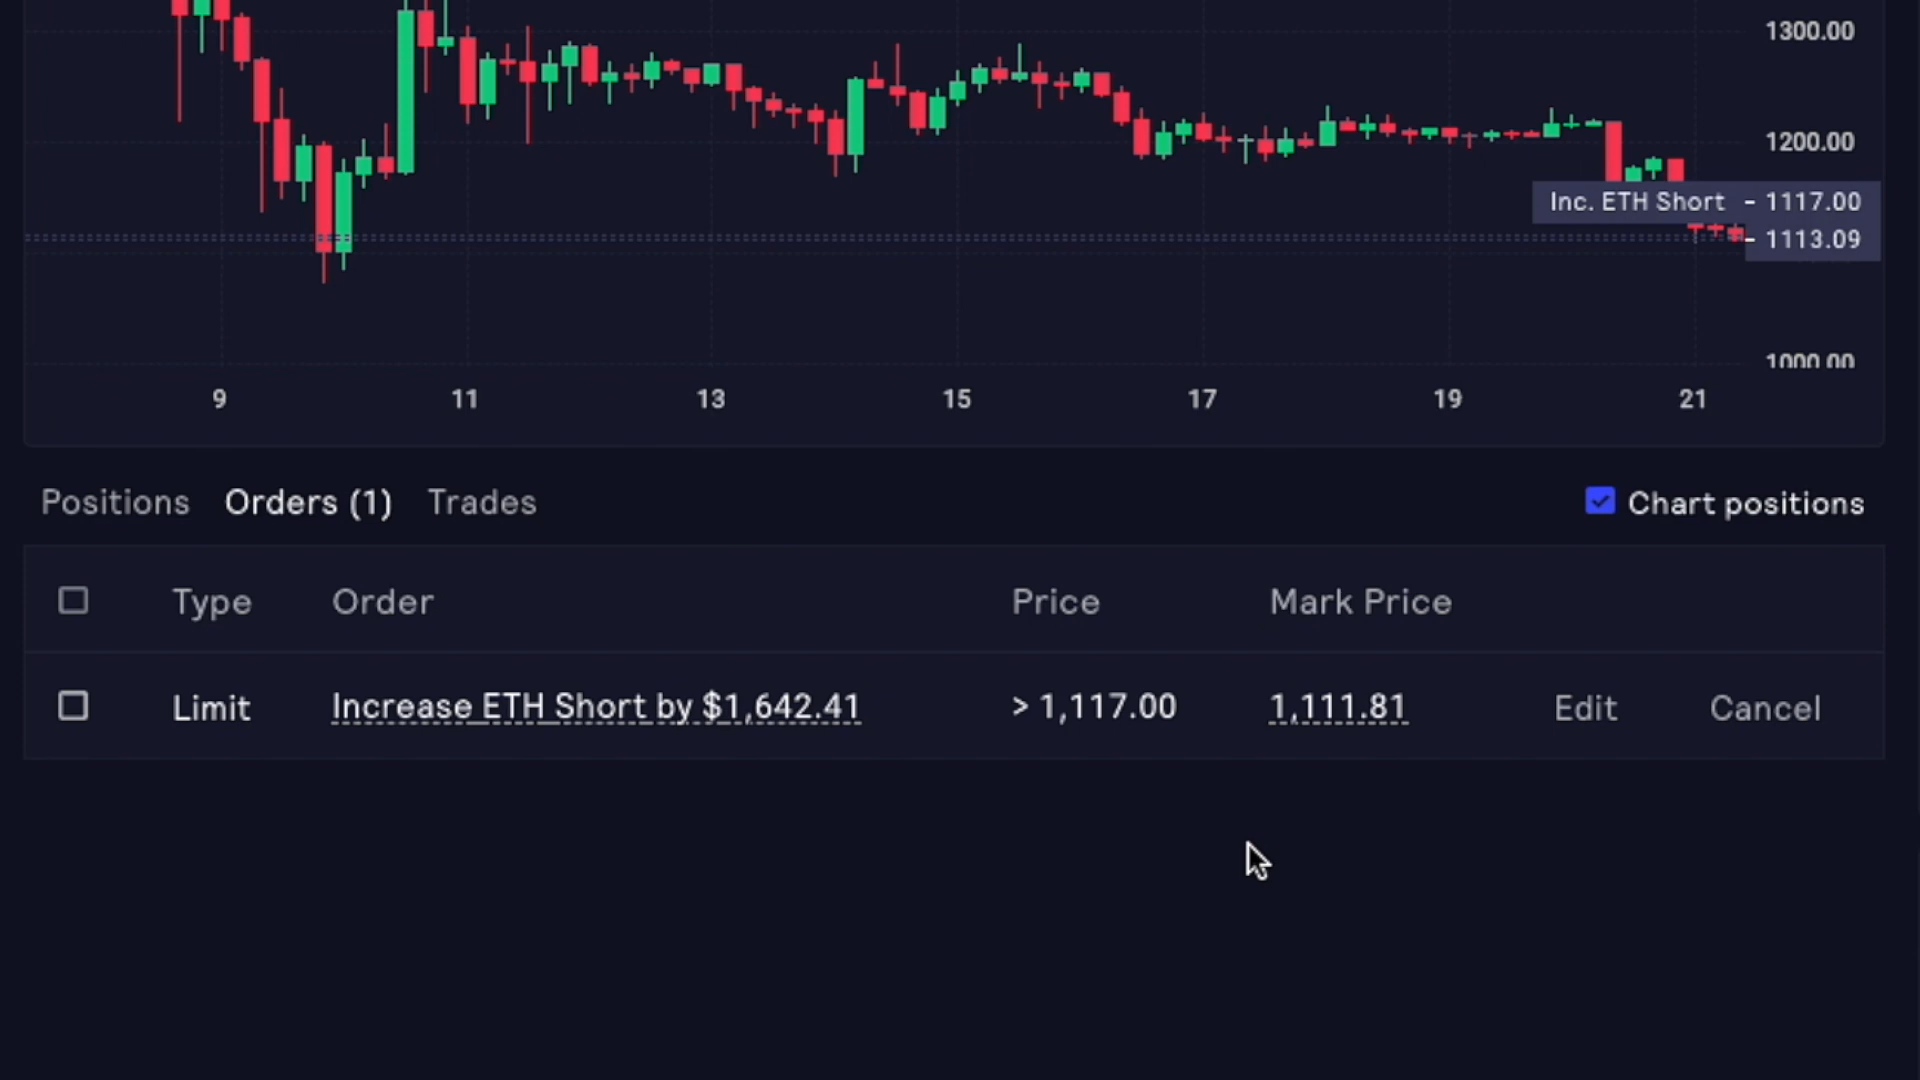 1300.00
1200.00
Inc. ETH Short - 1117.00
- 1113.09
1000.00
9 11 13 15 17 19 21
Positions Orders (1) Trades Chart positions
Type Order Price Mark Price
Limit Increase ETH Short by $1,642.41 > 1,117.00 1,111.81 Edit Cancel